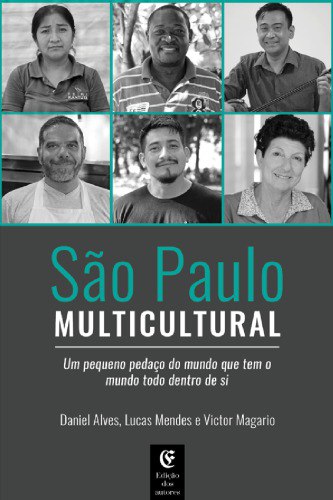 São Paulo
MULTICULTURAL
Um pequeno pedaço do mundo que tem o
mundo todo dentro de si
Daniel Alves, Lucas Mendes e Victor Magario
Edição dos
autores